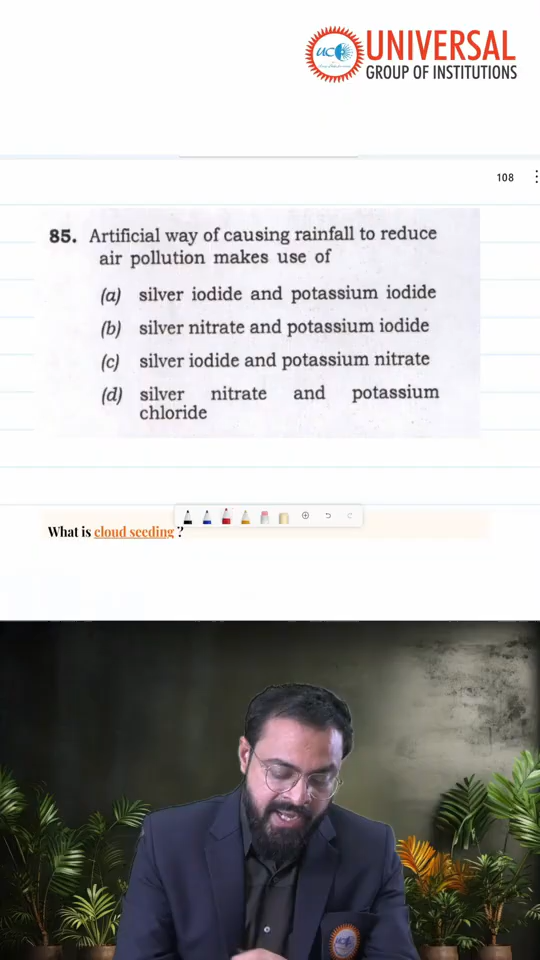 UC
UNIVERSAL
GROUP OF INSTITUTIONS
108
85. Artificial way of causing rainfall to reduce
air pollution makes use of
(a) silver iodide and potassium iodide
(b) silver nitrate and potassium iodide
(c) silver iodide and potassium nitrate
(d) silver nitrate and potassium
chloride
What is cloud seeding ?